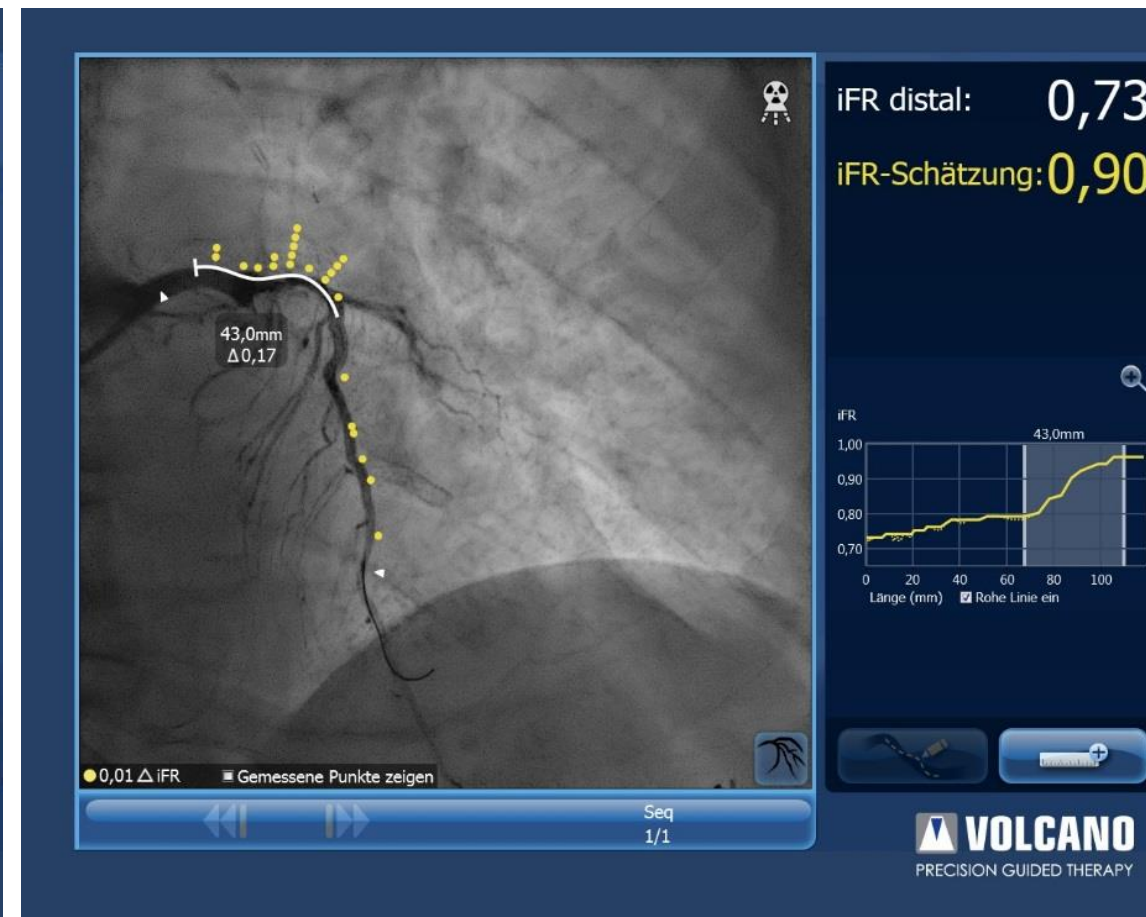 iFR distal: 0,73
iFR-Schätzung: 0,90
43,0mm
Δ0,17
iFR
43,0mm
1,00
0,90
0,80
0,70
0 20 40 60 80 100
Länge (mm) Rohe Linie ein
0,01 Δ iFR Gemessene Punkte zeigen
Seq
1/1
VOLCANO
PRECISION GUIDED THERAPY